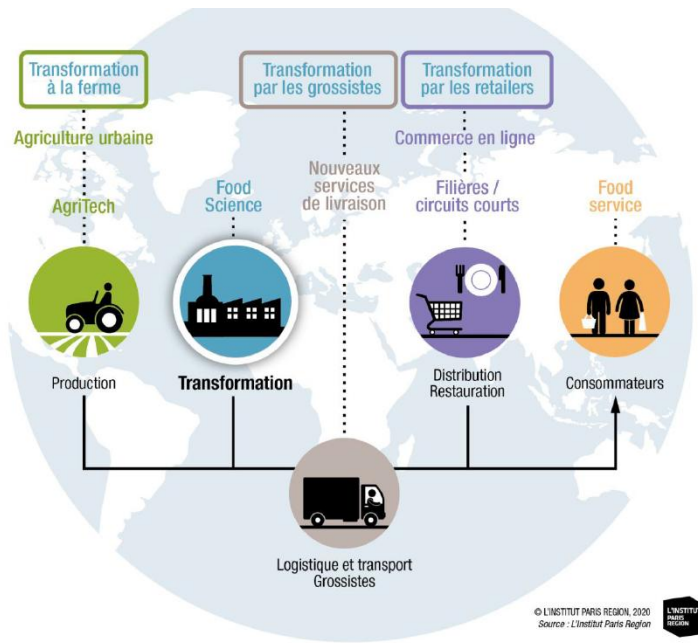 Transformation
à la ferme
Transformation
par les grossistes
Transformation
par les retailers
Agriculture urbaine
Commerce en ligne
Nouveaux
services
de livraison
AgriTech
Food
Science
Filières /
circuits courts
Food
service
Production
Transformation
Distribution
Restauration
Consommateurs
Logistique et transport
Grossistes
© L'INSTITUT PARIS REGION, 2020
Source : L'Institut Paris Region
L'INSTITUT
PARIS
REGION